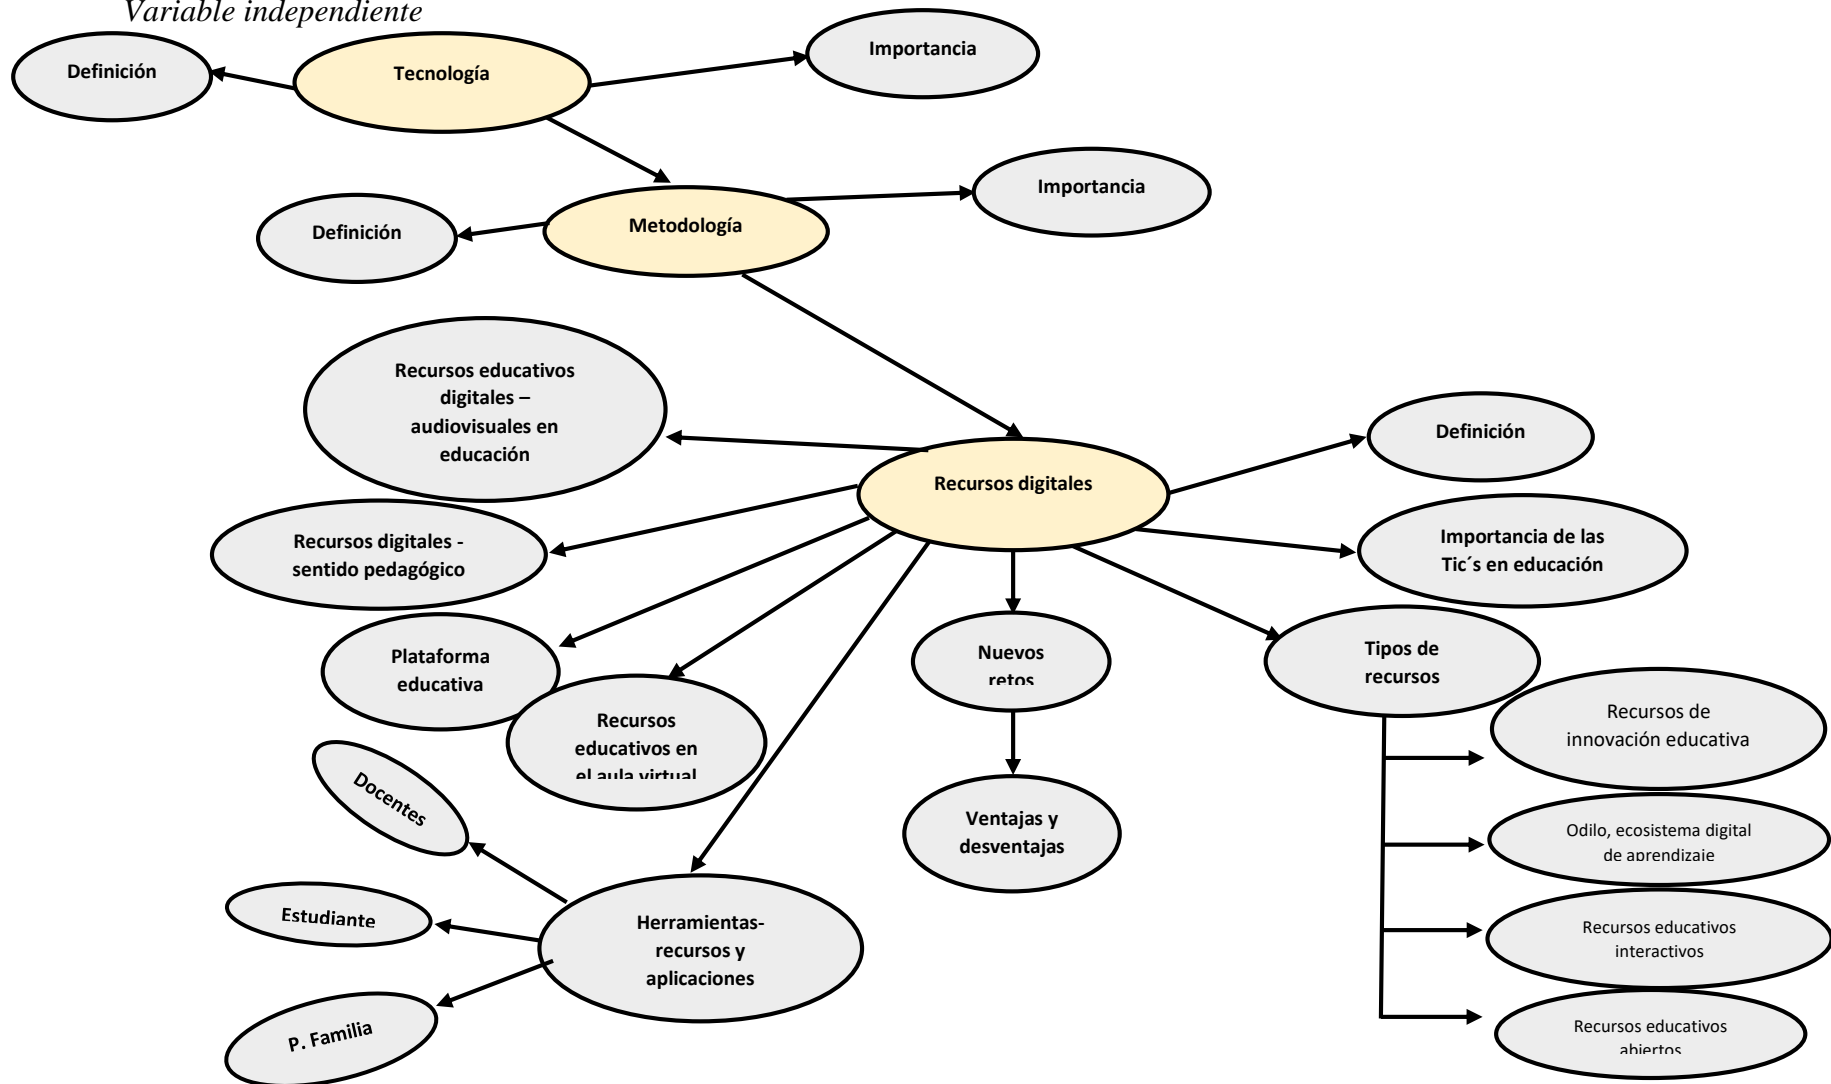 Variable independiente
Definición
Tecnología
Importancia
Definición
Metodología
Importancia
Recursos educativos
digitales –
audiovisuales en
educación
Definición
Recursos digitales
Recursos digitales -
sentido pedagógico
Importancia de las
Tic´s en educación
Plataforma
educativa
Nuevos
retos
Tipos de
recursos
Recursos
educativos en
el aula virtual
Recursos de
innovación educativa
Docentes
Ventajas y
desventajas
Odilo, ecosistema digital
de aprendizaje
Estudiante
Herramientas-
recursos y
aplicaciones
Recursos educativos
interactivos
P. Familia
Recursos educativos
abiertos